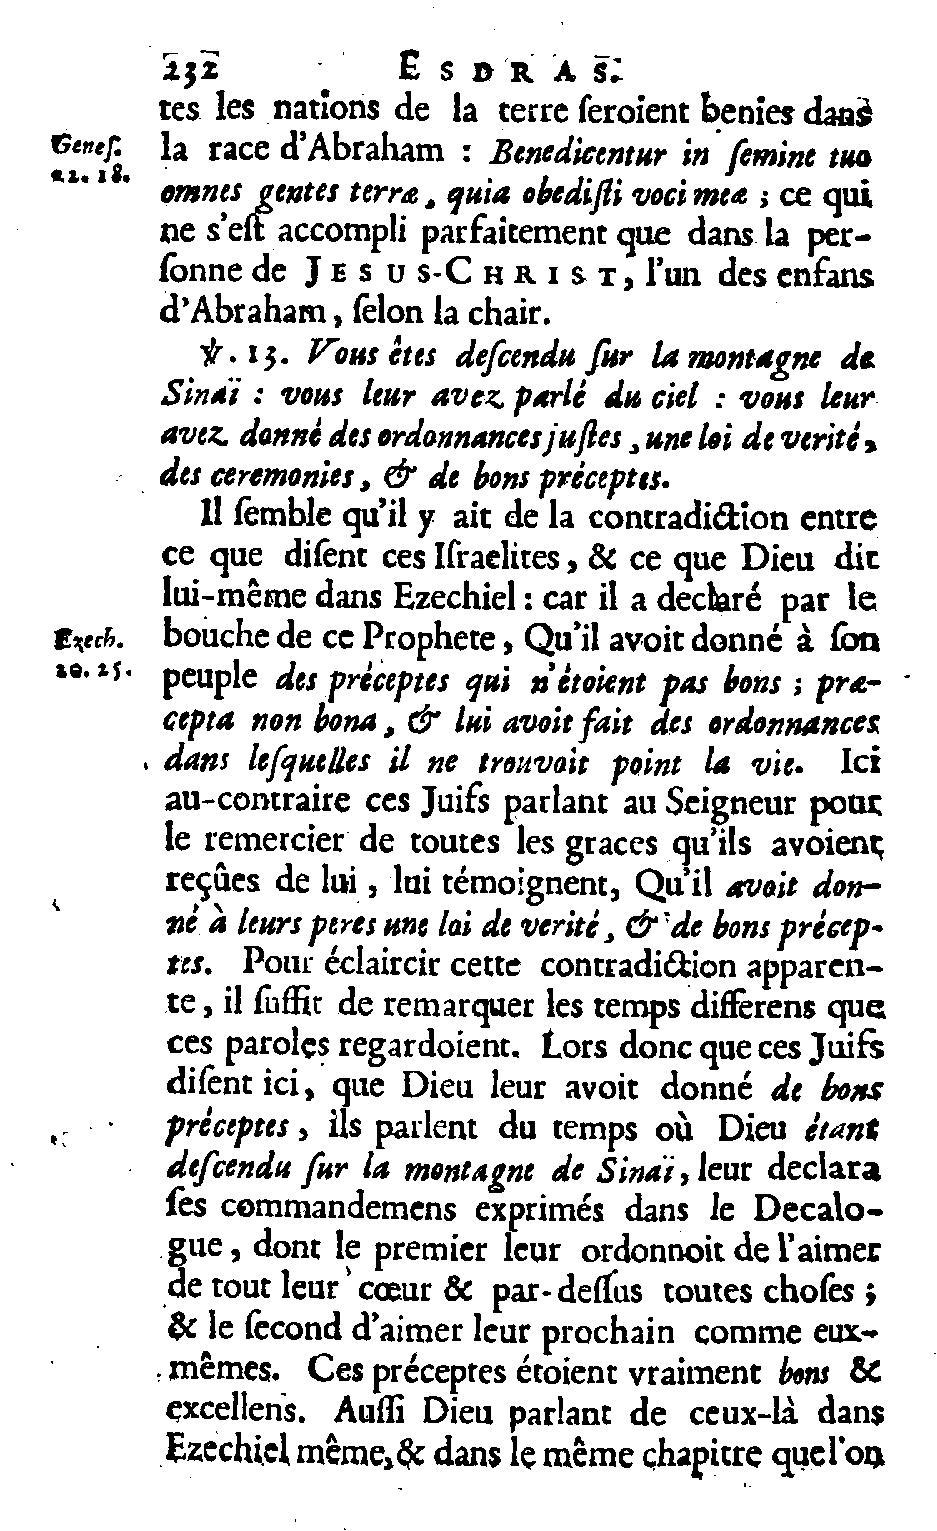 232 ESDRAS.
tes les nations de la terre ſeroient benies dans
la race d'Abraham : Benedicentur in ſemine tuo
Geneſ.
22. 18.
omnes gentes terræ, quia obediſti voci meæ ; ce qui
ne s'eſt accompli parfaitement que dans la per-
ſonne de JESUS-CHRIST, l'un des enfans
d'Abraham, ſelon la chair.
℣. 13. Vous êtes deſcendu ſur la montagne de
Sinaï : vous leur avez parlé du ciel : vous leur
avez donné des ordonnances juſtes, une loi de verité,
des ceremonies, & de bons préceptes.
Il ſemble qu'il y ait de la contradiction entre
ce que diſent ces Iſraelites, & ce que Dieu dit
lui-même dans Ezechiel : car il a declaré par le
bouche de ce Prophete, Qu'il avoit donné à ſon
Ezech.
20. 25.
peuple des préceptes qui n'étoient pas bons ; præ-
cepta non bona, & lui avoit fait des ordonnances
dans leſquelles il ne trouvoit point la vie. Ici
au-contraire ces Juifs parlant au Seigneur pour
le remercier de toutes les graces qu'ils avoient
reçûes de lui, lui témoignent, Qu'il avoit don-
né à leurs peres une loi de verité, & de bons précep-
tes. Pour éclaircir cette contradiction apparen-
te, il ſuffit de remarquer les temps differens que
ces paroles regardoient. Lors donc que ces Juifs
diſent ici, que Dieu leur avoit donné de bons
préceptes, ils parlent du temps où Dieu étant
deſcendu ſur la montagne de Sinaï, leur declara
ſes commandemens exprimés dans le Decalo-
gue, dont le premier leur ordonnoit de l'aimer
de tout leur cœur & par-deſſus toutes choſes ;
& le ſecond d'aimer leur prochain comme eux-
mêmes. Ces préceptes étoient vraiment bons &
excellens. Auſſi Dieu parlant de ceux-là dans
Ezechiel même, & dans le même chapitre que l'on